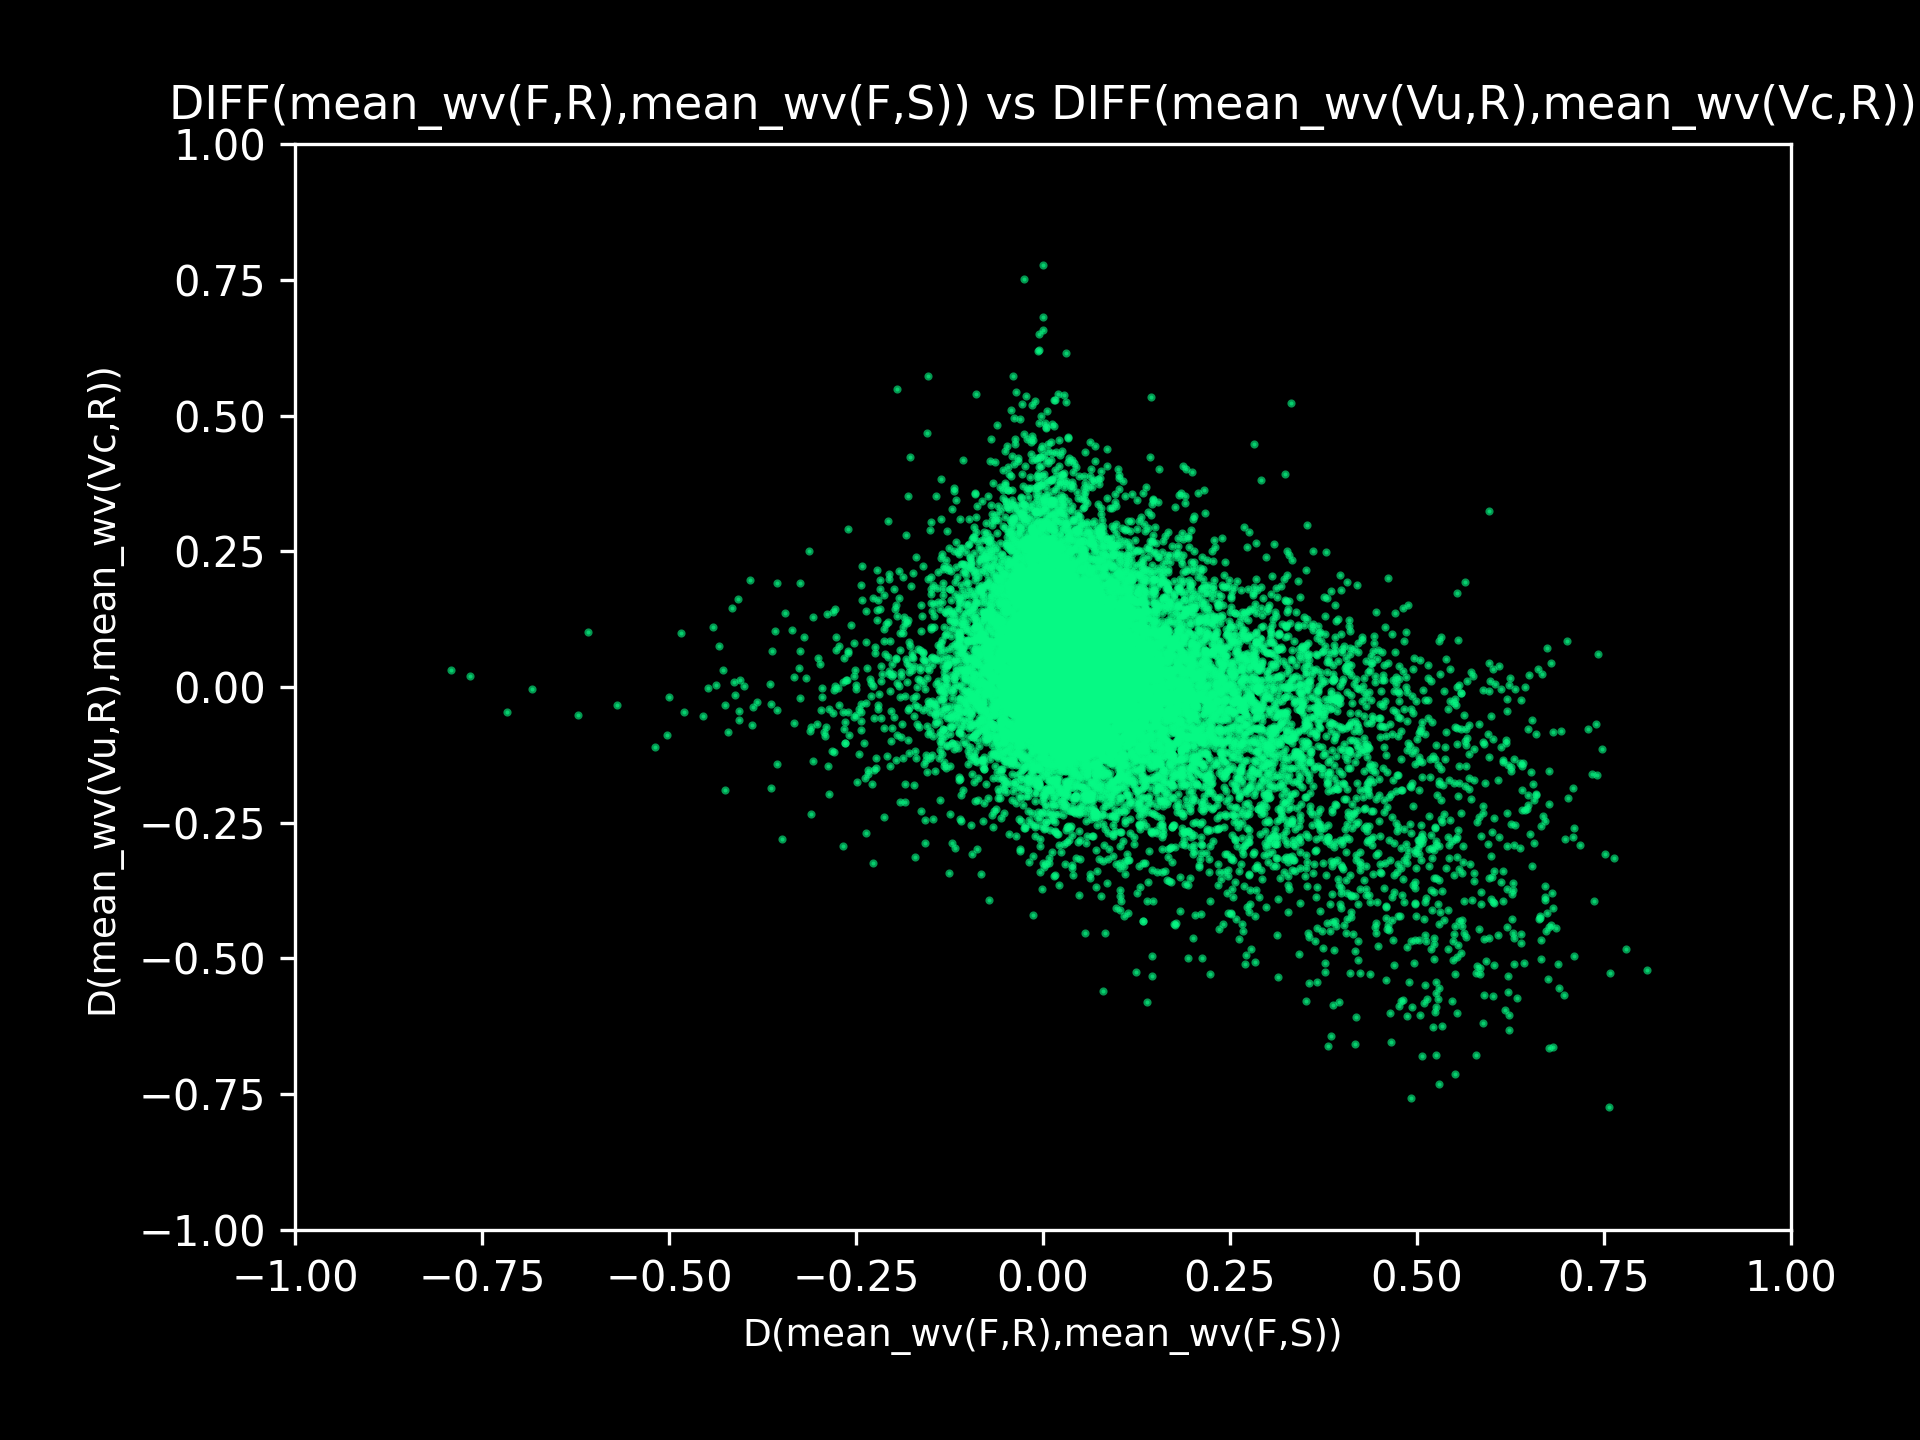 DIFF(mean_wv(F,R),mean_wv(F,S)) vs DIFF(mean_wv(Vu,R),mean_wv(Vc,R))
1.00
0.75
0.50
0.25
0.00
−0.25
−0.50
−0.75
−1.00
D(mean_wv(Vu,R),mean_wv(Vc,R))
−1.00 −0.75 −0.50 −0.25 0.00 0.25 0.50 0.75 1.00
D(mean_wv(F,R),mean_wv(F,S))